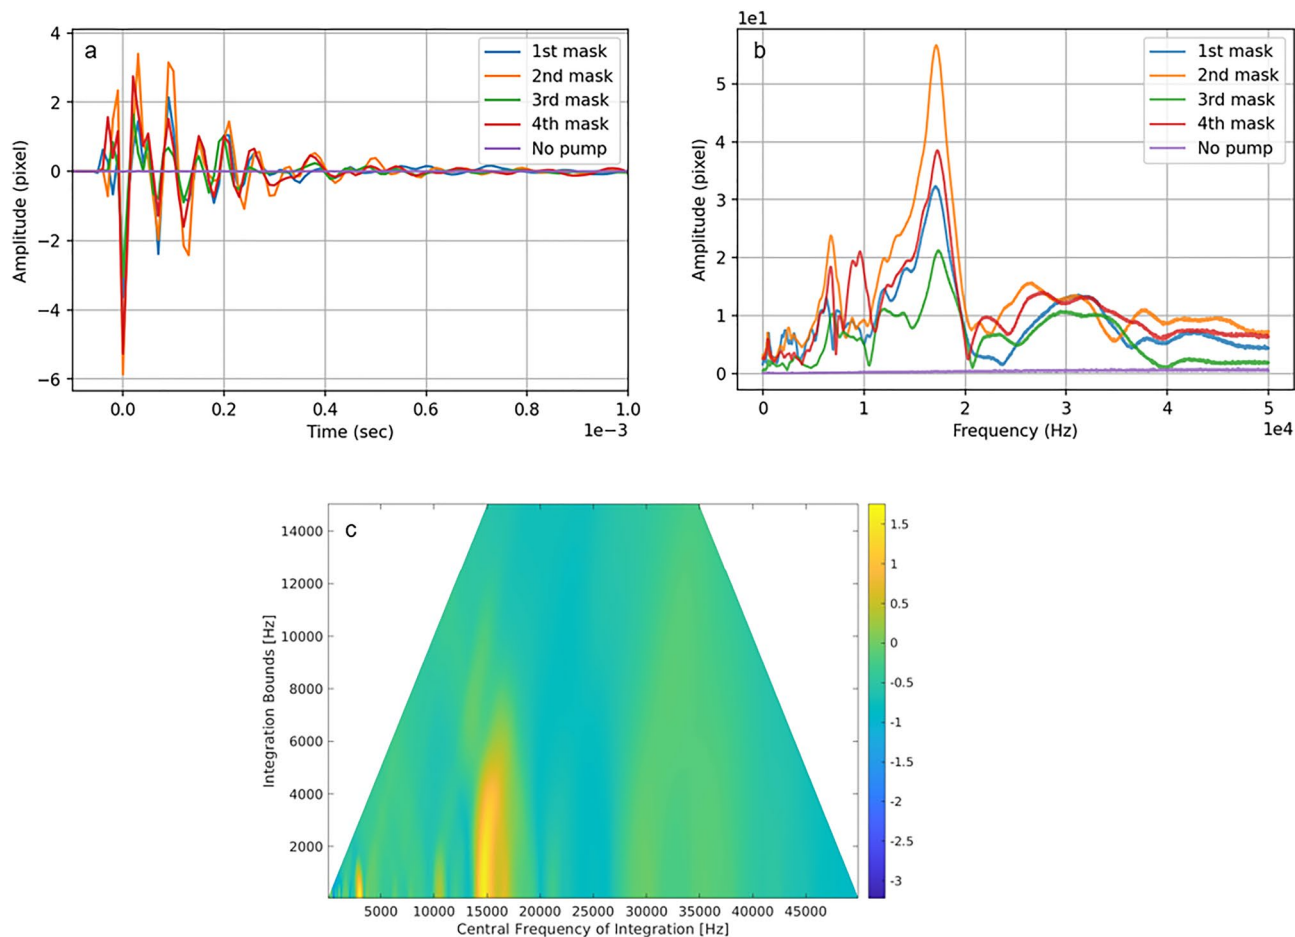 a
4
2
0
−2
−4
−6
Amplitude (pixel)
0.0 0.2 0.4 0.6 0.8 1.0
1e−3
Time (sec)
1st mask
2nd mask
3rd mask
4th mask
No pump
1e1
b
5
4
3
2
1
0
Amplitude (pixel)
0 1 2 3 4 5
1e4
Frequency (Hz)
1st mask
2nd mask
3rd mask
4th mask
No pump
c
14000
12000
10000
8000
6000
4000
2000
Integration Bounds [Hz]
5000 10000 15000 20000 25000 30000 35000 40000 45000
Central Frequency of Integration [Hz]
1.5
1
0.5
0
-0.5
-1
-1.5
-2
-2.5
-3